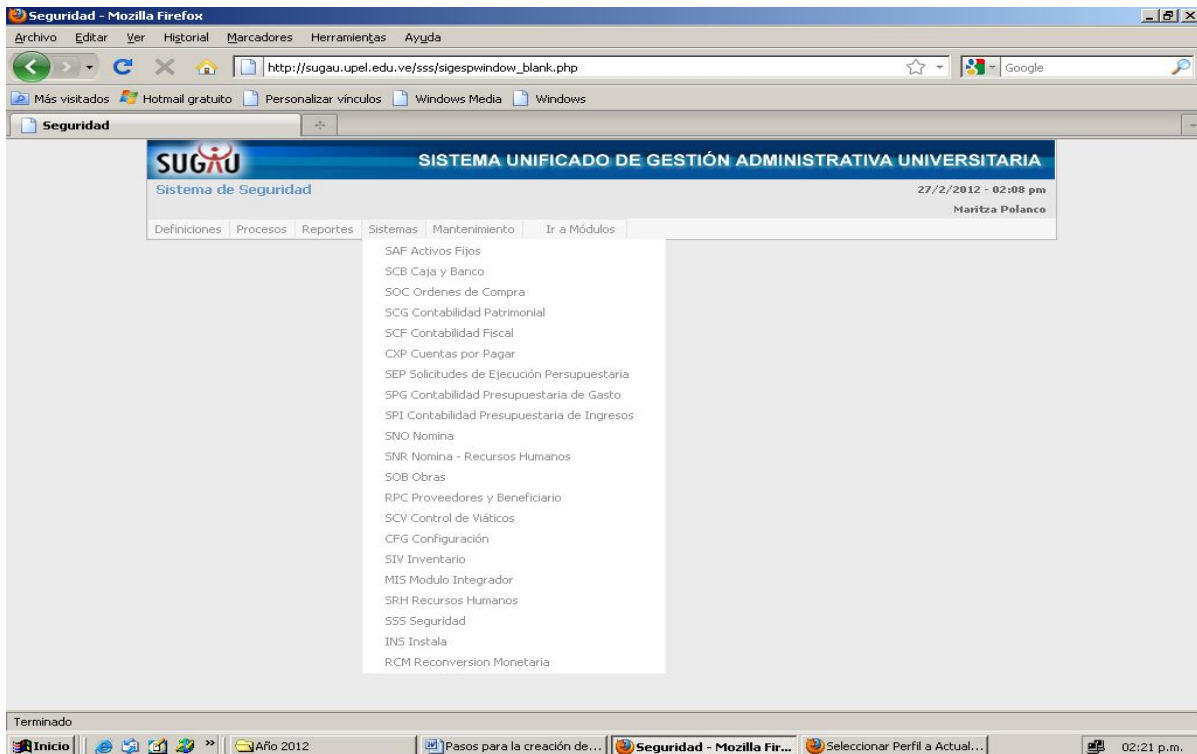 Seguridad - Mozilla Firefox
Archivo Editar Ver Historial Marcadores Herramientas Ayuda
http://sugau.upel.edu.ve/sss/sigespwindow_blank.php
Google
Más visitados Hotmail gratuito Personalizar vínculos Windows Media Windows
Seguridad
SUGAU SISTEMA UNIFICADO DE GESTIÓN ADMINISTRATIVA UNIVERSITARIA
Sistema de Seguridad 27/2/2012 - 02:08 pm
Maritza Polanco
Definiciones Procesos Reportes Sistemas Mantenimiento Ir a Módulos
SAF Activos Fijos
SCB Caja y Banco
SOC Ordenes de Compra
SCG Contabilidad Patrimonial
SCF Contabilidad Fiscal
CXP Cuentas por Pagar
SEP Solicitudes de Ejecución Persupuestaria
SPG Contabilidad Presupuestaria de Gasto
SPI Contabilidad Presupuestaria de Ingresos
SNO Nomina
SNR Nomina - Recursos Humanos
SOB Obras
RPC Proveedores y Beneficiario
SCV Control de Viáticos
CFG Configuración
SIV Inventario
MIS Modulo Integrador
SRH Recursos Humanos
SSS Seguridad
INS Instala
RCM Reconversion Monetaria
Terminado
Inicio » Año 2012 Pasos para la creación de... Seguridad - Mozilla Fir... Seleccionar Perfil a Actual... 02:21 p.m.